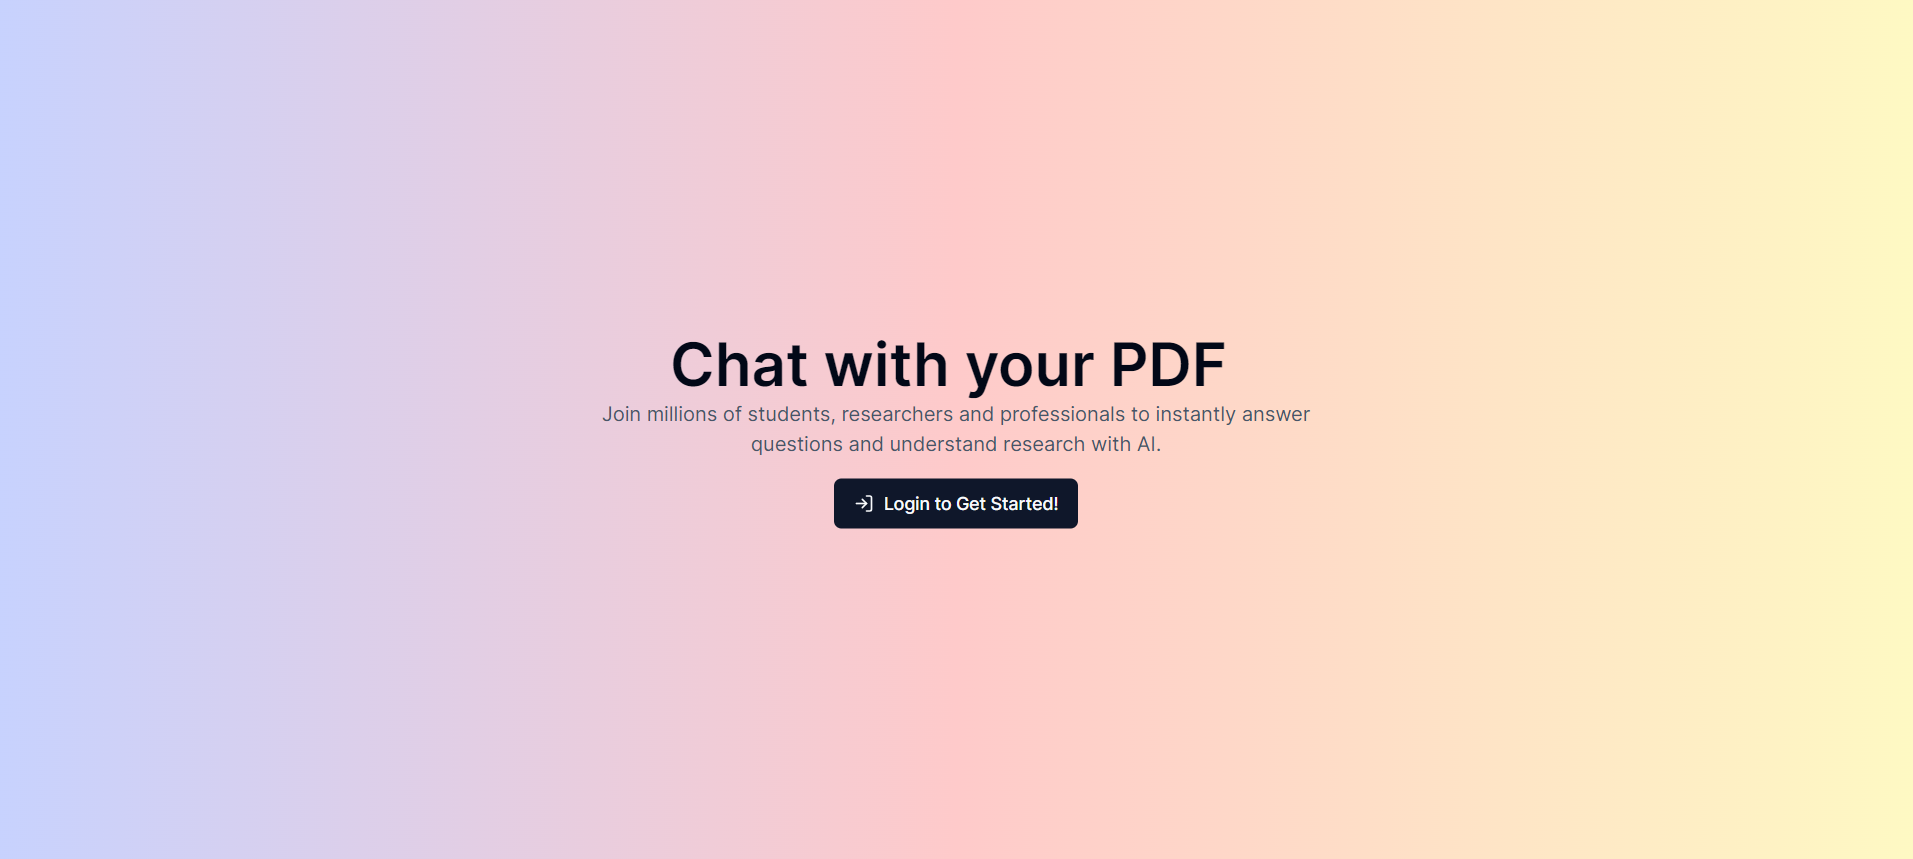 Chat with your PDF
Join millions of students, researchers and professionals to instantly answer
questions and understand research with AI.
Login to Get Started!